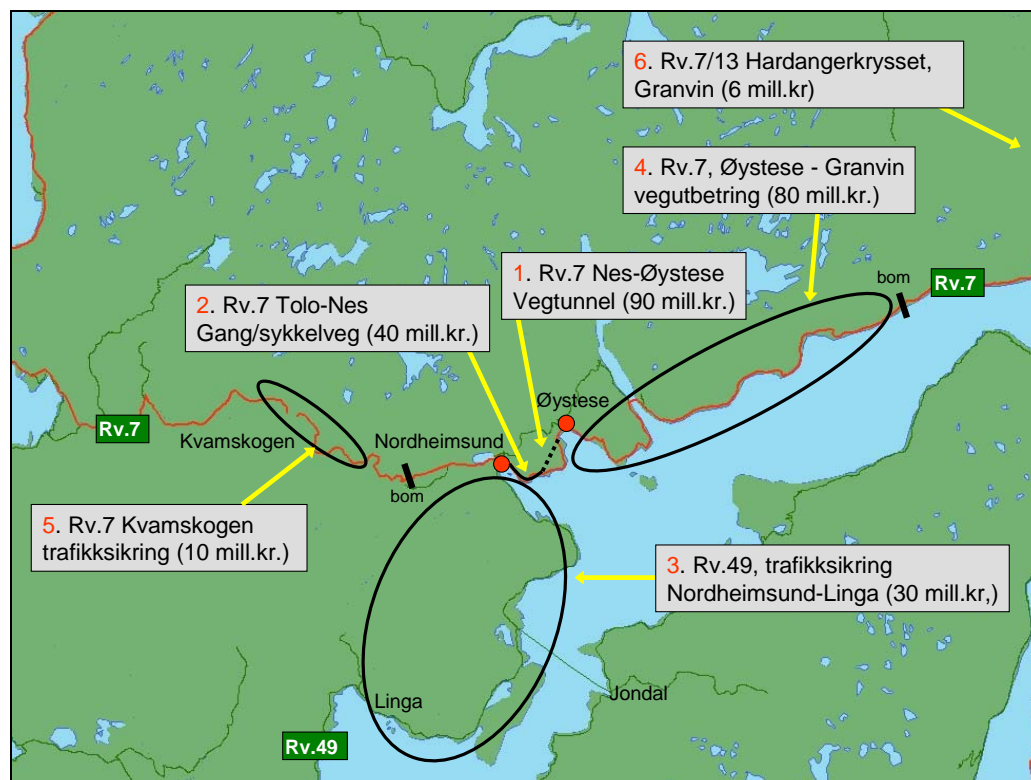 6. Rv.7/13 Hardangerkrysset,
Granvin (6 mill.kr)
4. Rv.7, Øystese - Granvin
vegutbetring (80 mill.kr.)
1. Rv.7 Nes-Øystese
Vegtunnel (90 mill.kr.)
bom
Rv.7
2. Rv.7 Tolo-Nes
Gang/sykkelveg (40 mill.kr.)
Øystese
Rv.7
Kvamskogen
Nordheimsund
bom
5. Rv.7 Kvamskogen
trafikksikring (10 mill.kr.)
3. Rv.49, trafikksikring
Nordheimsund-Linga (30 mill.kr,)
Jondal
Linga
Rv.49